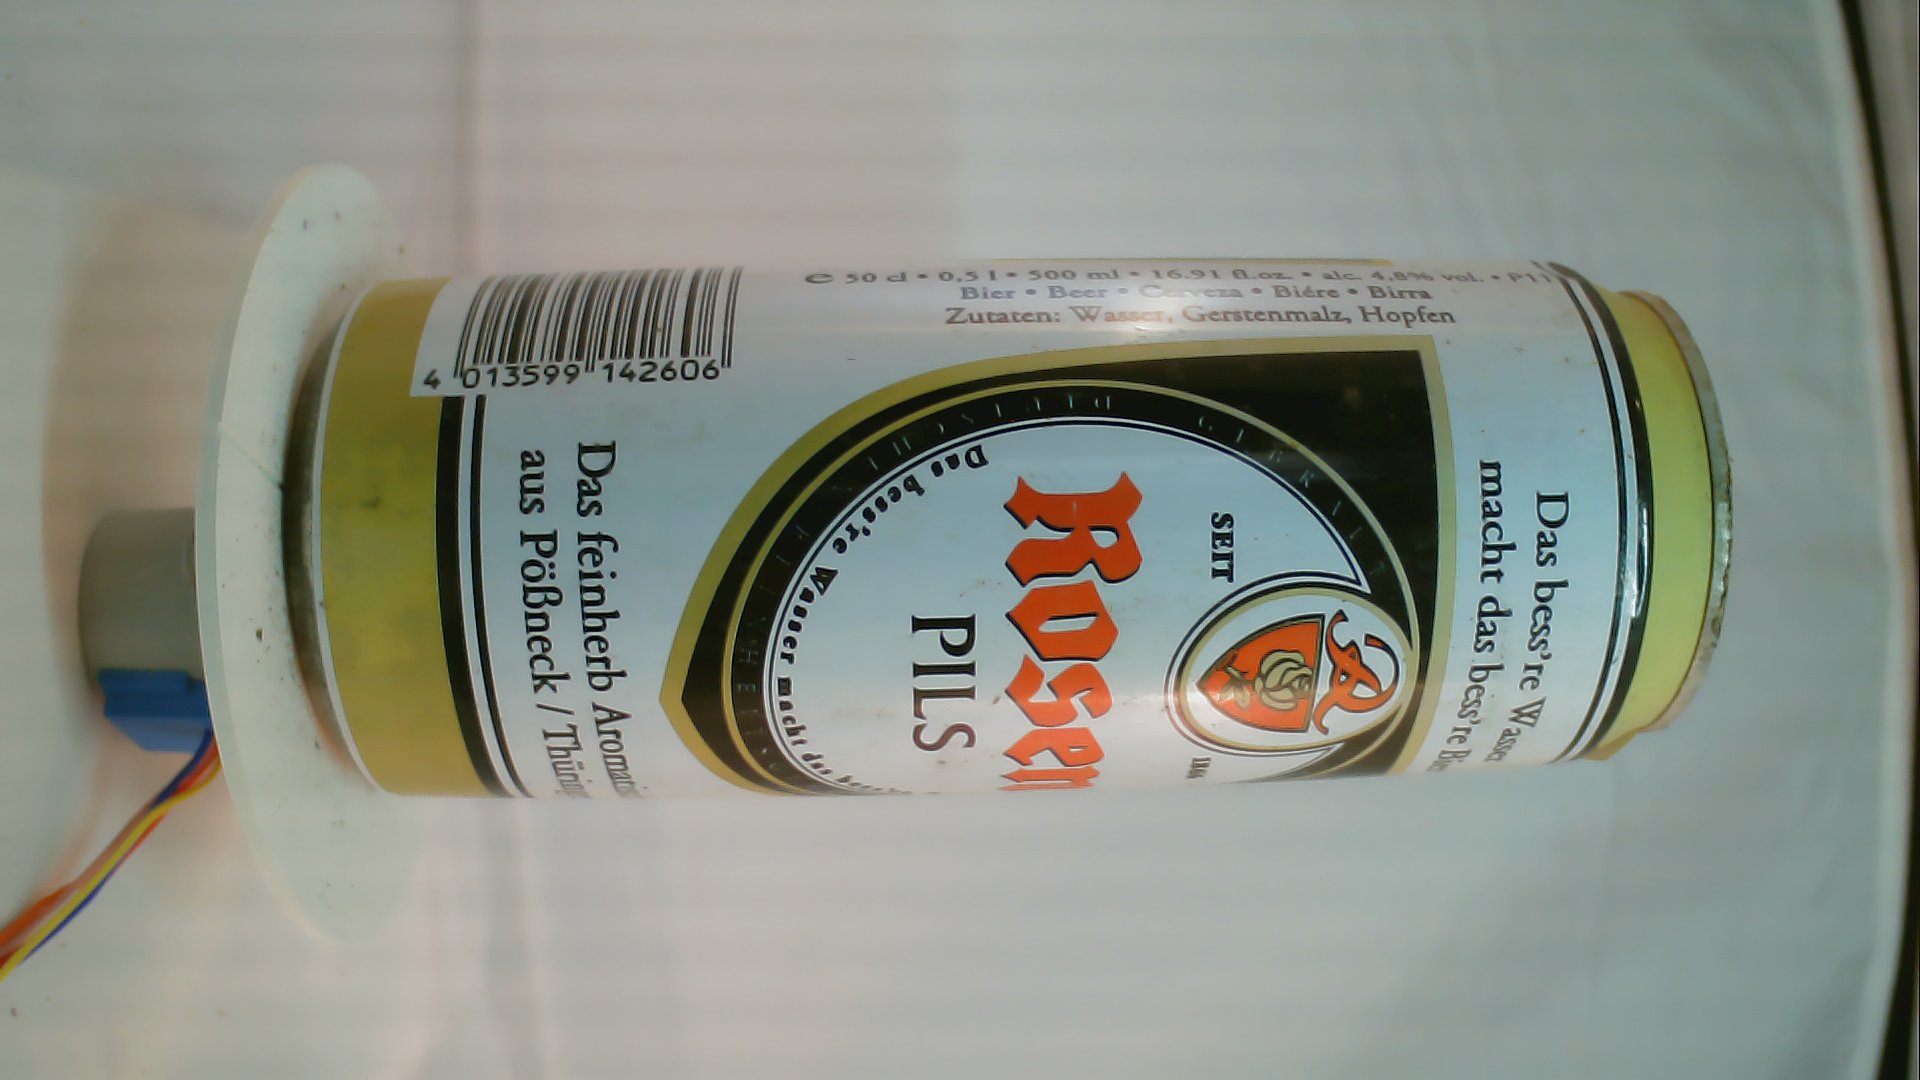 e 50 cl • 0,5 l • 500 ml • 16.91 fl.oz. • alc. 4,8% vol. • P11
Bier • Beer • Cerveza • Biére • Birra
Zutaten: Wasser, Gerstenmalz, Hopfen
4 013599 142606
Das bess're Wasser
macht das bess're Bier
SEIT
Rosen
PILS
Das bess're Wasser macht das
Das feinherb
aus Pößneck /